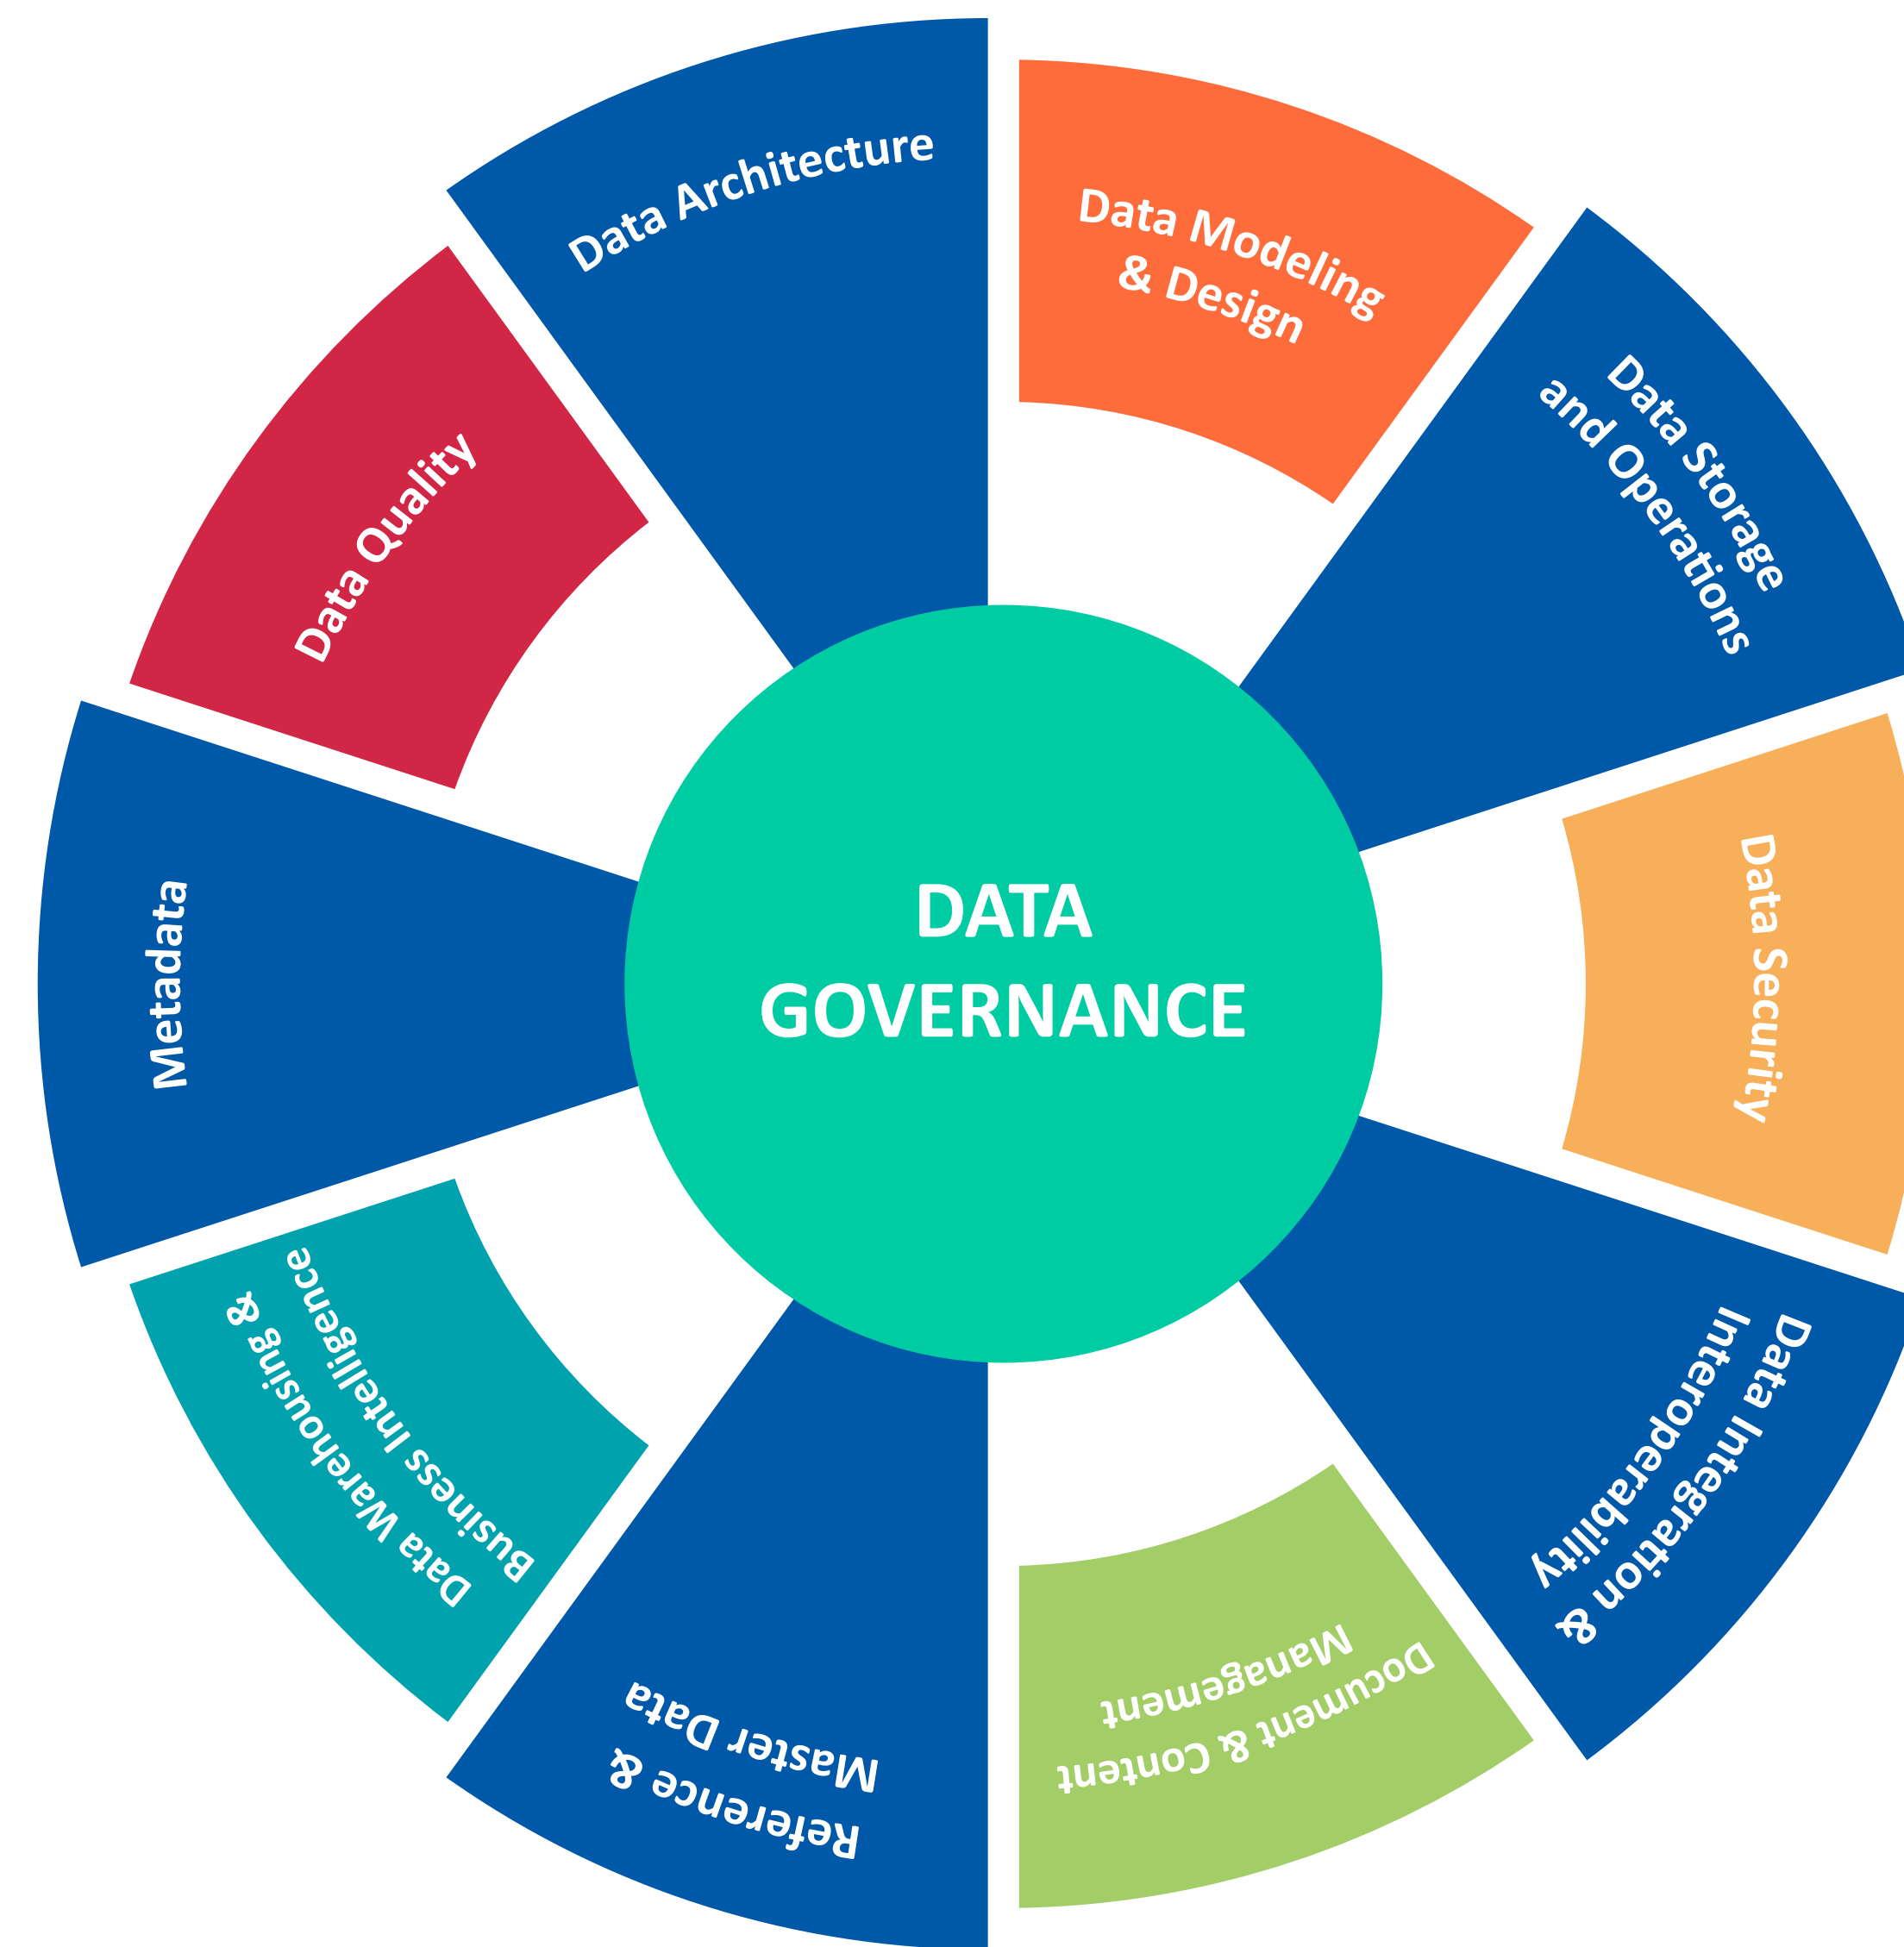 Data Architecture
Data Modeling
& Design
Data Storage
and Operations
Data Security
Data Integration &
Interoperability
Document & Content
Management
Reference &
Master Data
Data Warehousing &
Business Intelligence
Metadata
Data Quality
DATA
GOVERNANCE